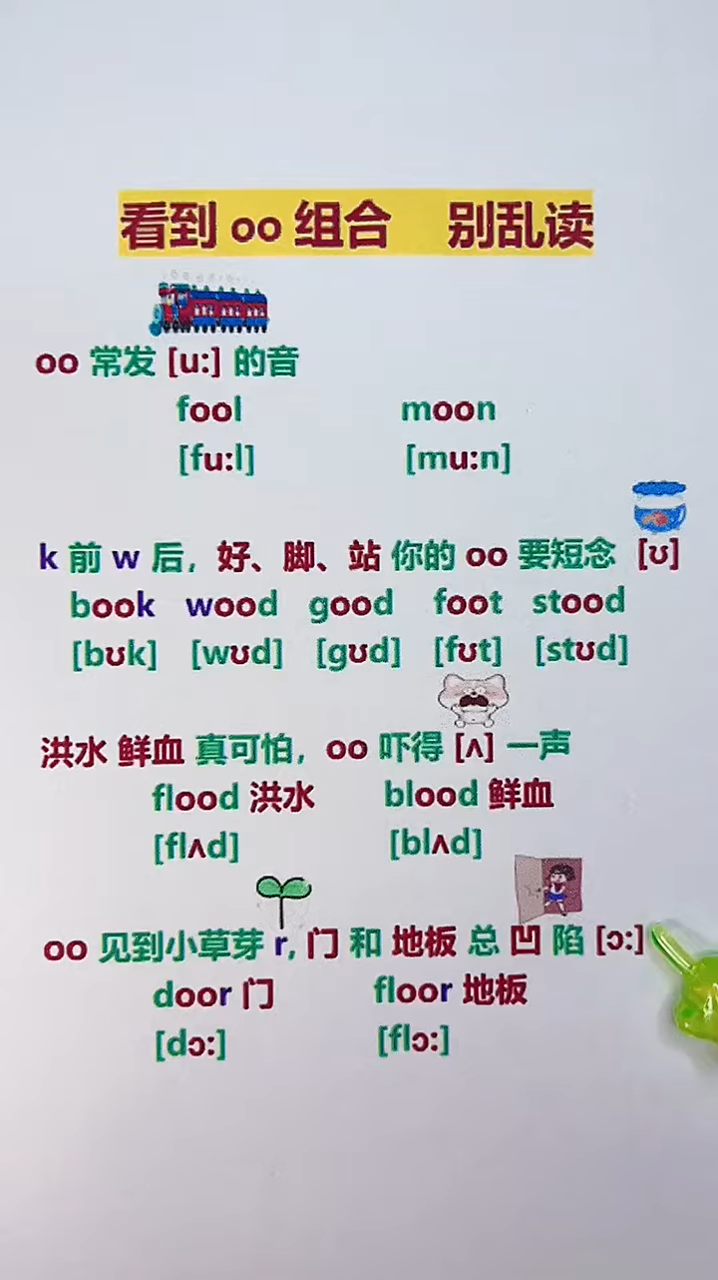 看到 oo 组合 别乱读
oo 常发 [u:] 的音
fool moon
[fu:l] [mu:n]
k 前 w 后, 好、脚、站 你的 oo 要短念 [ʊ]
book wood good foot stood
[bʊk] [wʊd] [gʊd] [fʊt] [stʊd]
洪水 鲜血 真可怕, oo 吓得 [ʌ] 一声
flood 洪水 blood 鲜血
[flʌd] [blʌd]
oo 见到小草芽 r, 门 和 地板 总 凹 陷 [ɔ:]
door 门 floor 地板
[dɔ:] [flɔ:]